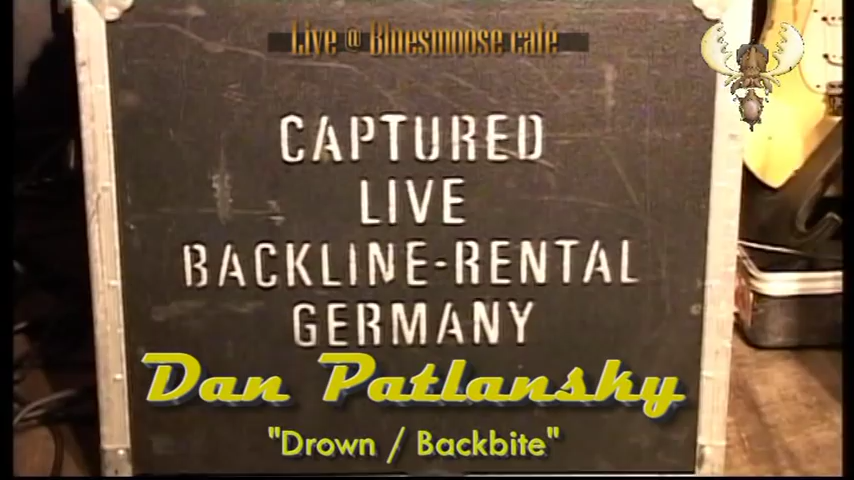 Live @ Bluesmoose café
CAPTURED
LIVE
BACKLINE-RENTAL
GERMANY
Dan Patlansky
"Drown / Backbite"